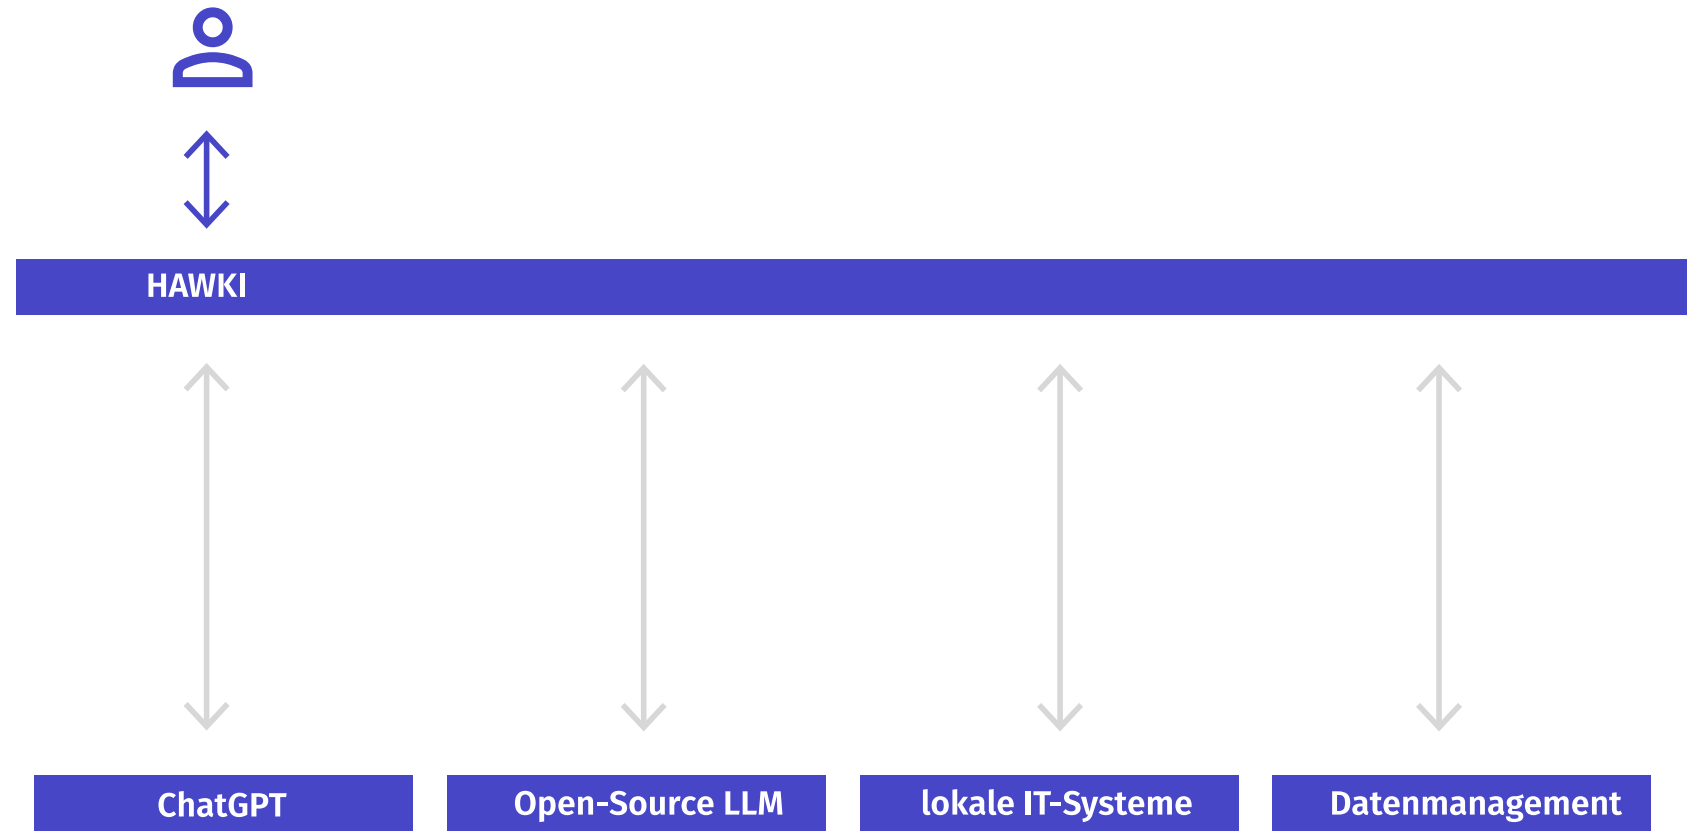 HAWKI
ChatGPT
Open-Source LLM
lokale IT-Systeme
Datenmanagement